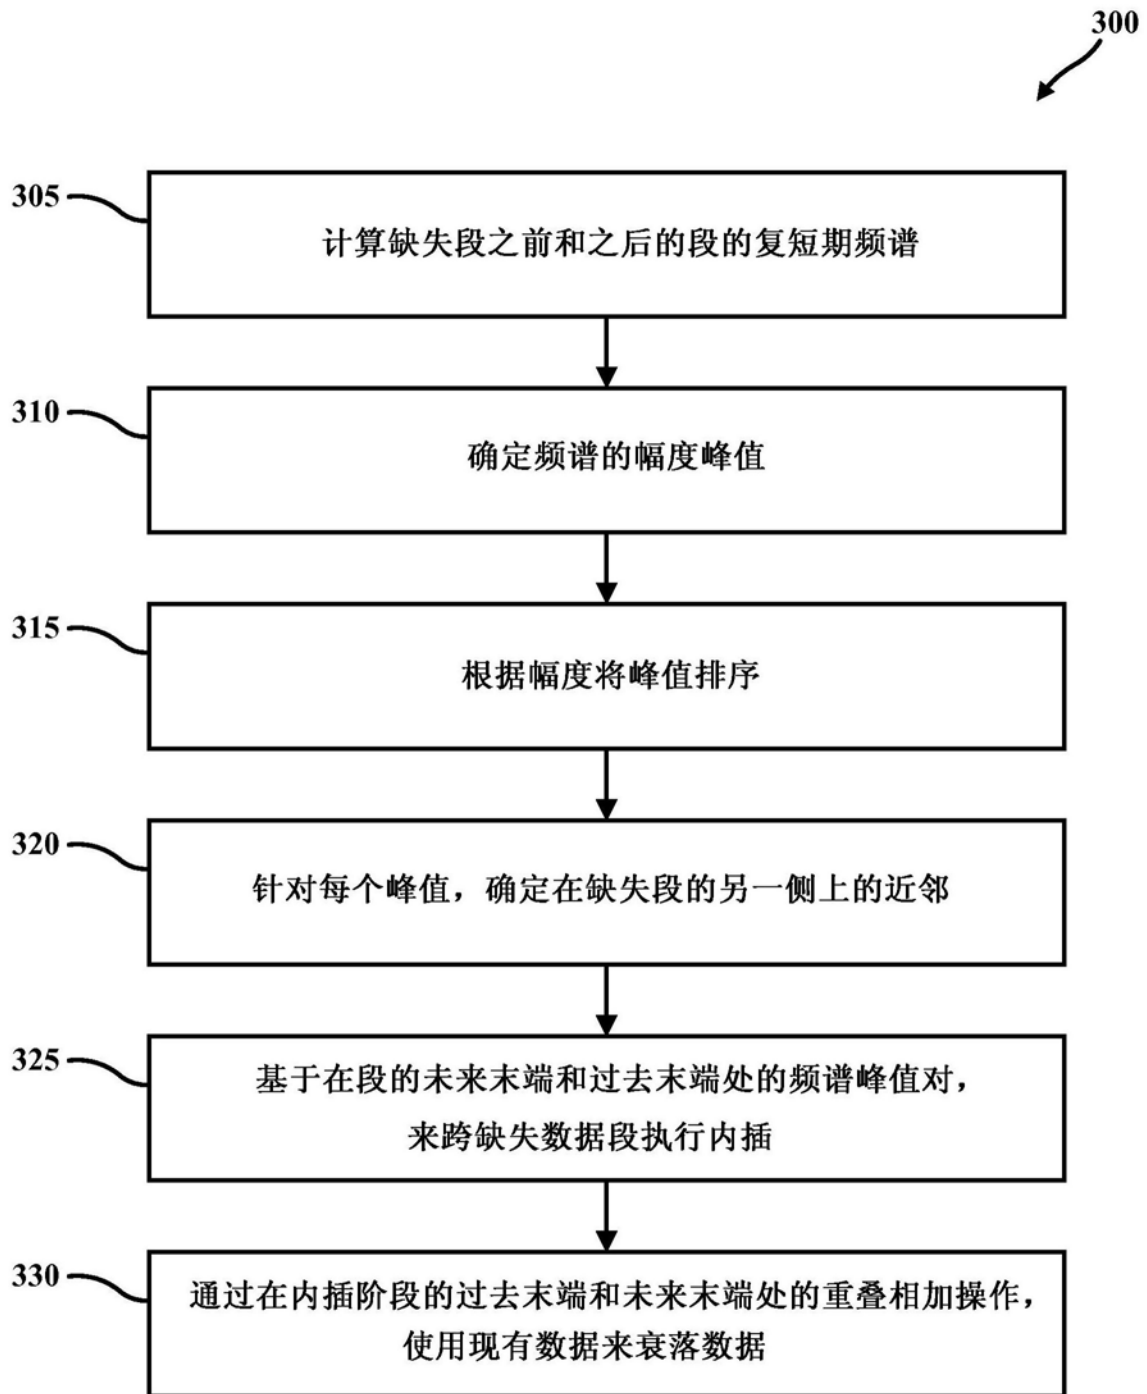 300
305
计算缺失段之前和之后的段的复短期频谱
310
确定频谱的幅度峰值
315
根据幅度将峰值排序
320
针对每个峰值，确定在缺失段的另一侧上的近邻
325
基于在段的未来末端和过去末端处的频谱峰值对，
来跨缺失数据段执行内插
330
通过在内插阶段的过去末端和未来末端处的重叠相加操作，
使用现有数据来衰落数据